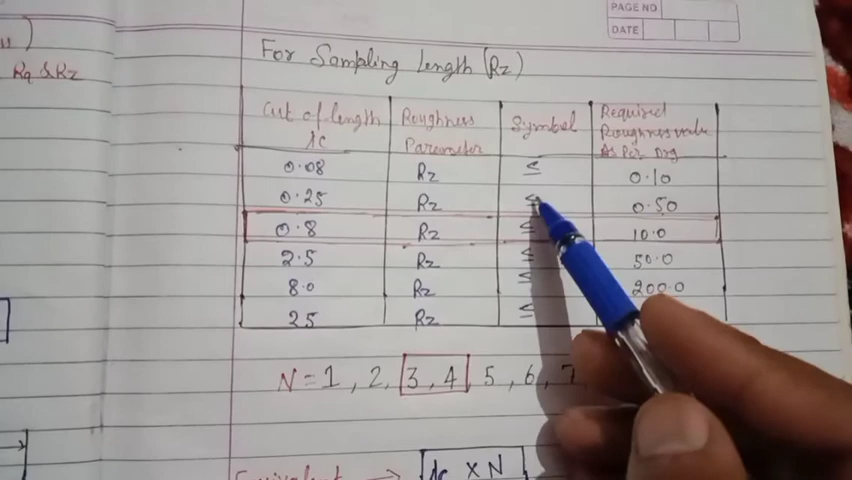 PAGE NO.
DATE
Rq & Rz
For Sampling Length (Rz)
Cut of length λc | Roughness Parameter | Symbol | Required Roughness value As Per Drg
0.08 | Rz | ≤ | 0.10
0.25 | Rz | ≤ | 0.50
0.8 | Rz | ≤ | 10.0
2.5 | Rz | ≤ | 50.0
8.0 | Rz | ≤ | 200.0
25 | Rz | ≤
N = 1, 2, 3, 4, 5, 6, 7
Equivalent → λc × N